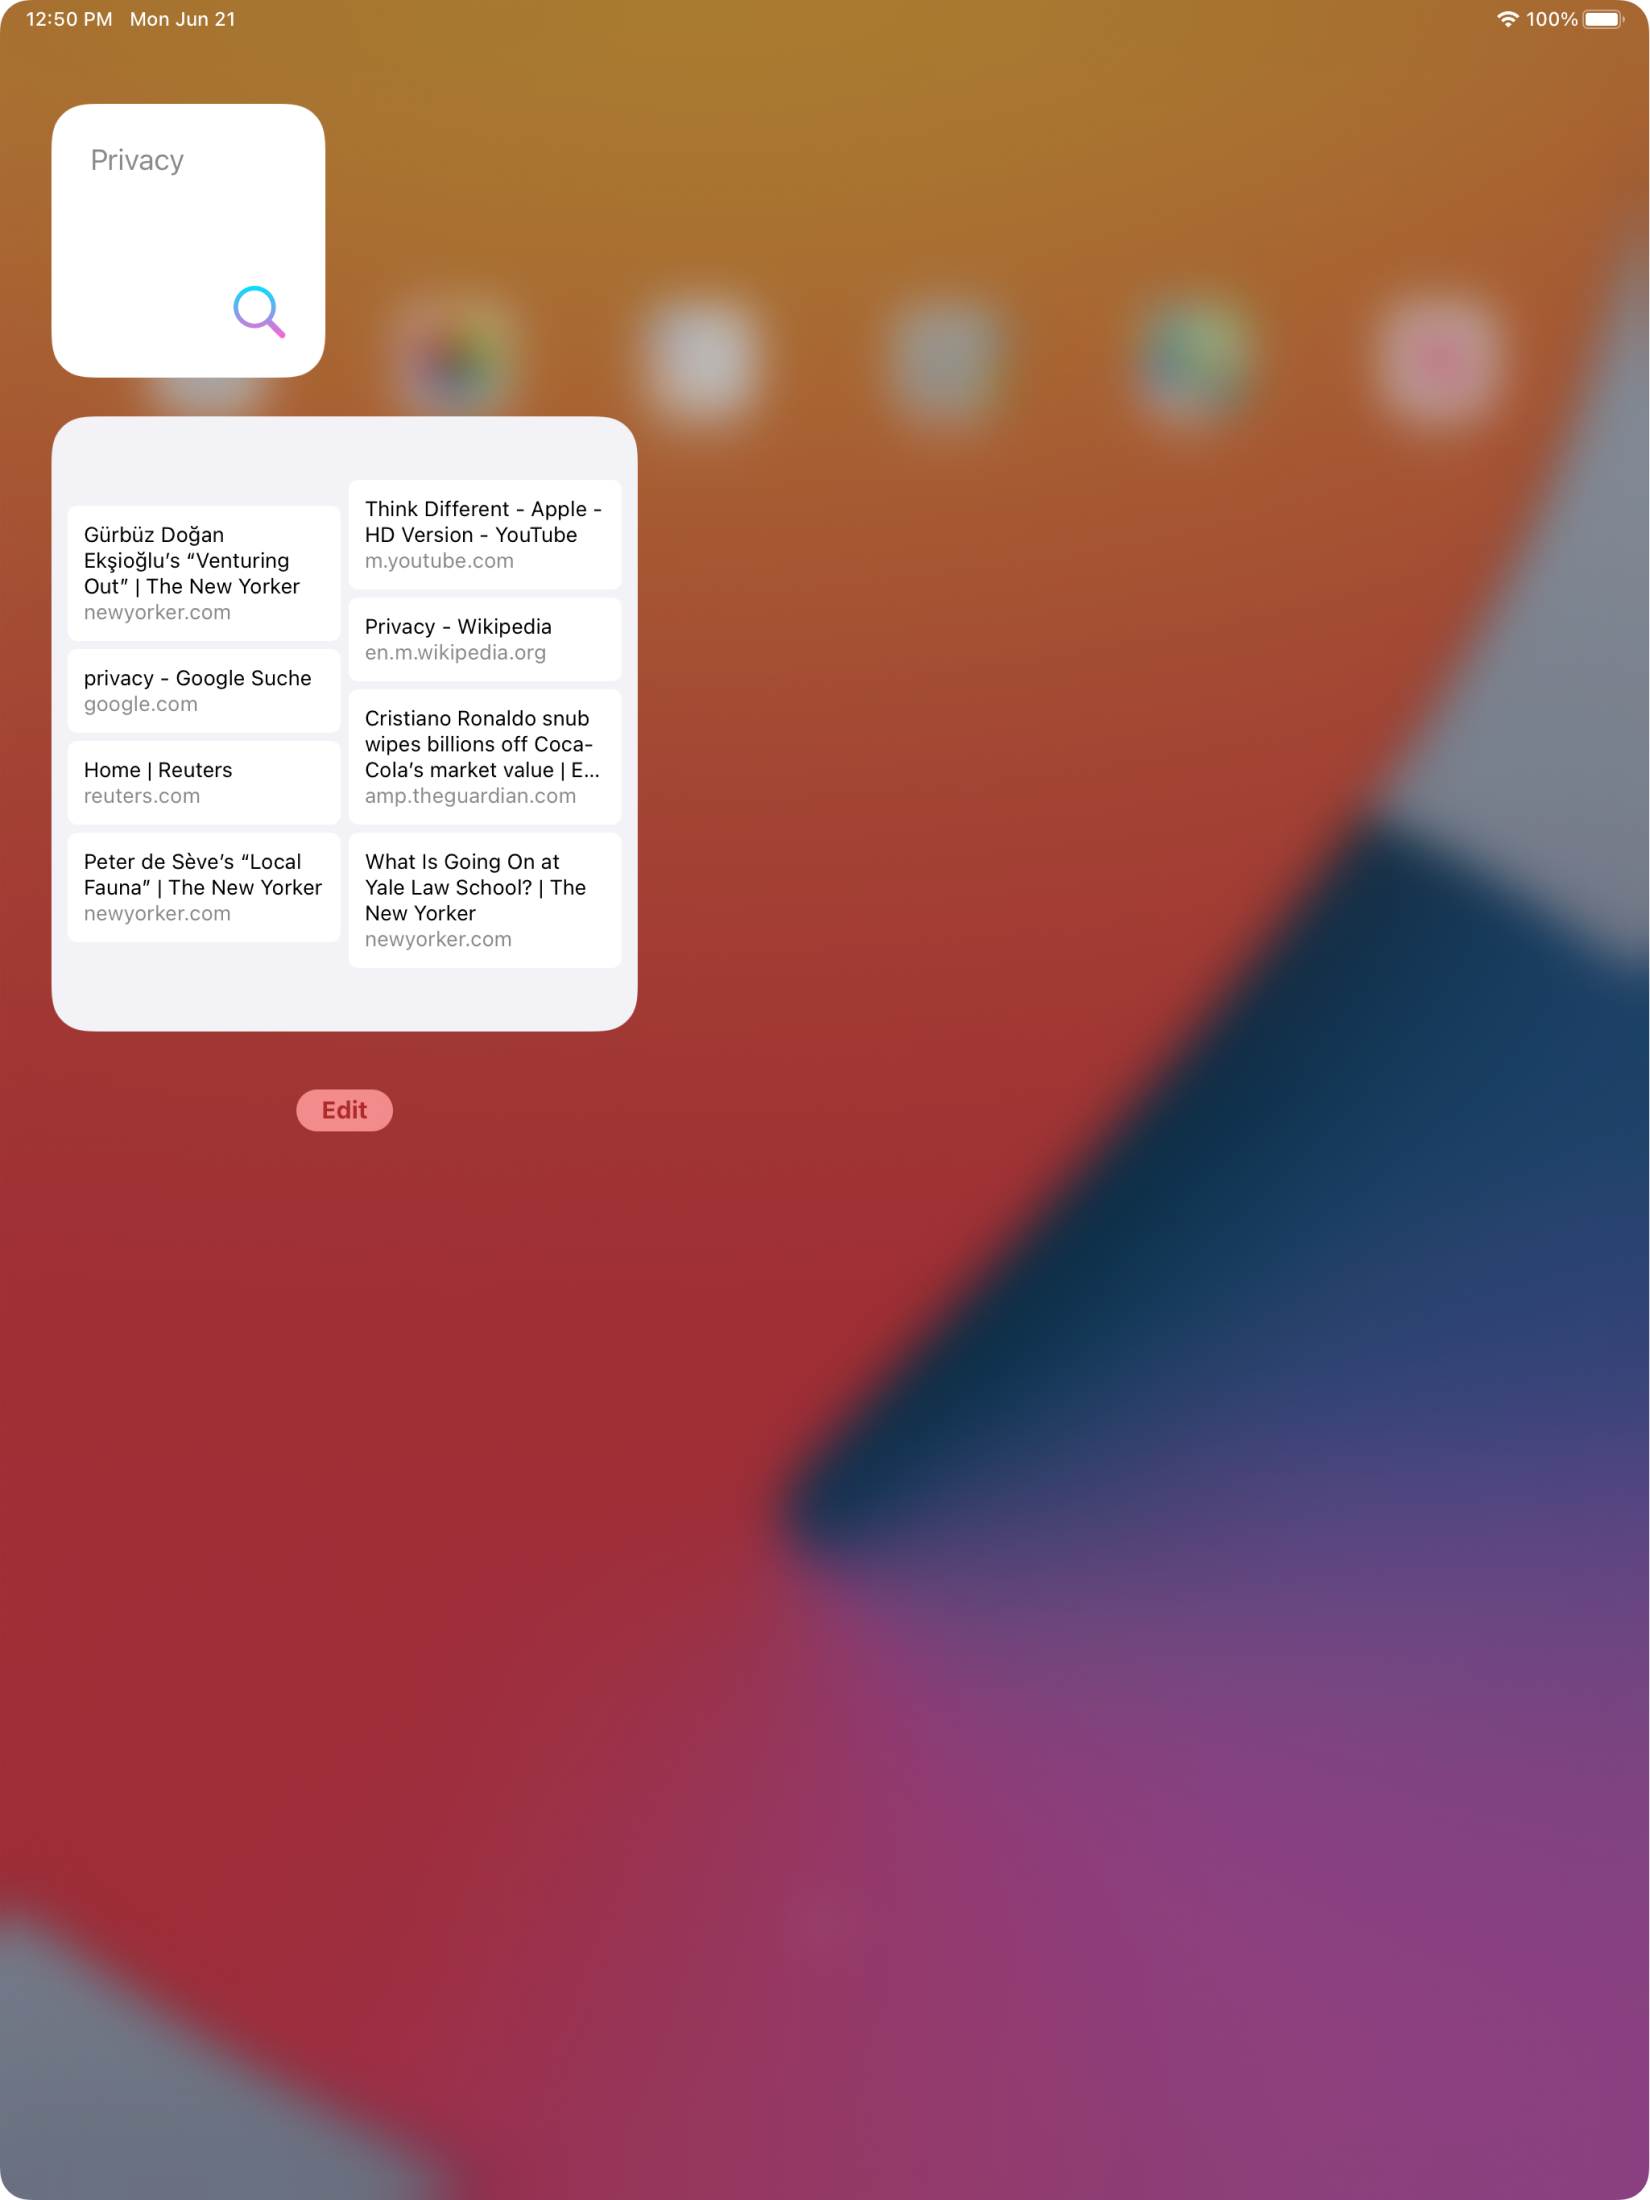 12:50 PM Mon Jun 21
100%
Privacy
Gürbüz Doğan
Ekşioğlu’s “Venturing
Out” | The New Yorker
newyorker.com
privacy - Google Suche
google.com
Home | Reuters
reuters.com
Peter de Sève’s “Local
Fauna” | The New Yorker
newyorker.com
Think Different - Apple -
HD Version - YouTube
m.youtube.com
Privacy - Wikipedia
en.m.wikipedia.org
Cristiano Ronaldo snub
wipes billions off Coca-
Cola’s market value | E...
amp.theguardian.com
What Is Going On at
Yale Law School? | The
New Yorker
newyorker.com
Edit